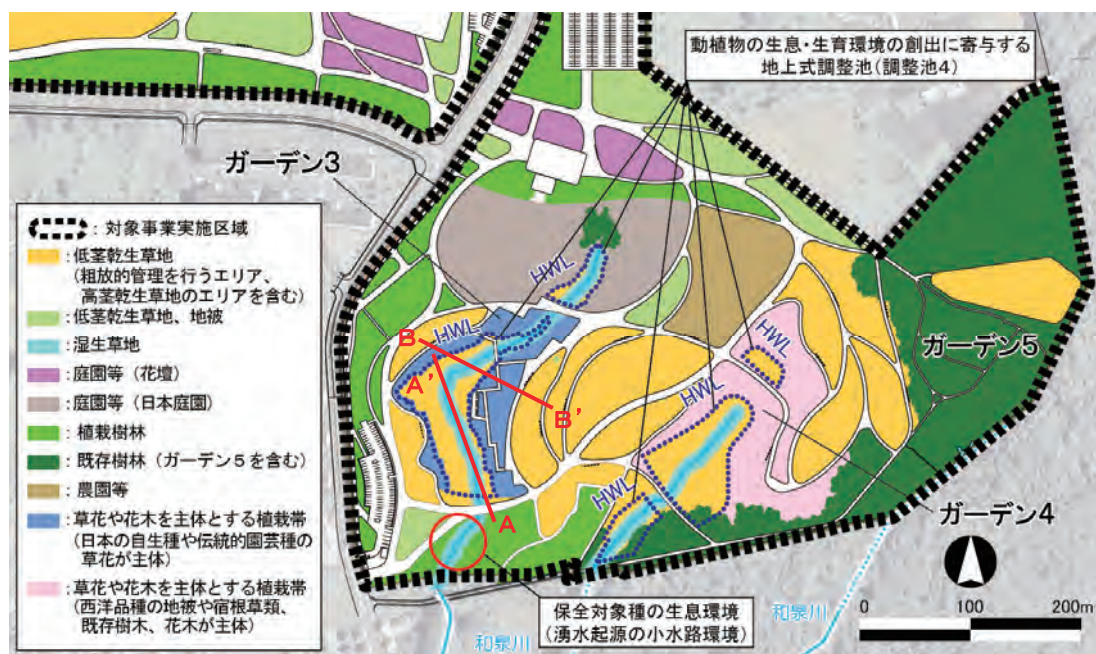 動植物の生息・生育環境の創出に寄与する
地上式調整池(調整池4)
ガーデン3
:対象事業実施区域
:低茎乾生草地
(粗放的管理を行うエリア、
高茎乾生草地のエリアを含む)
:低茎乾生草地、地被
:湿生草地
:庭園等(花壇)
:庭園等(日本庭園)
:植栽樹林
:既存樹林(ガーデン5を含む)
:農園等
:草花や花木を主体とする植栽帯
(日本の自生種や伝統的園芸種の
草花が主体)
:草花や花木を主体とする植栽帯
(西洋品種の地被や宿根草類、
既存樹木、花木が主体)
HWL
HWL
B
A'
B'
A
HWL
HWL
HWL
ガーデン5
ガーデン4
保全対象種の生息環境
(湧水起源の小水路環境)
和泉川
和泉川
0 100 200m